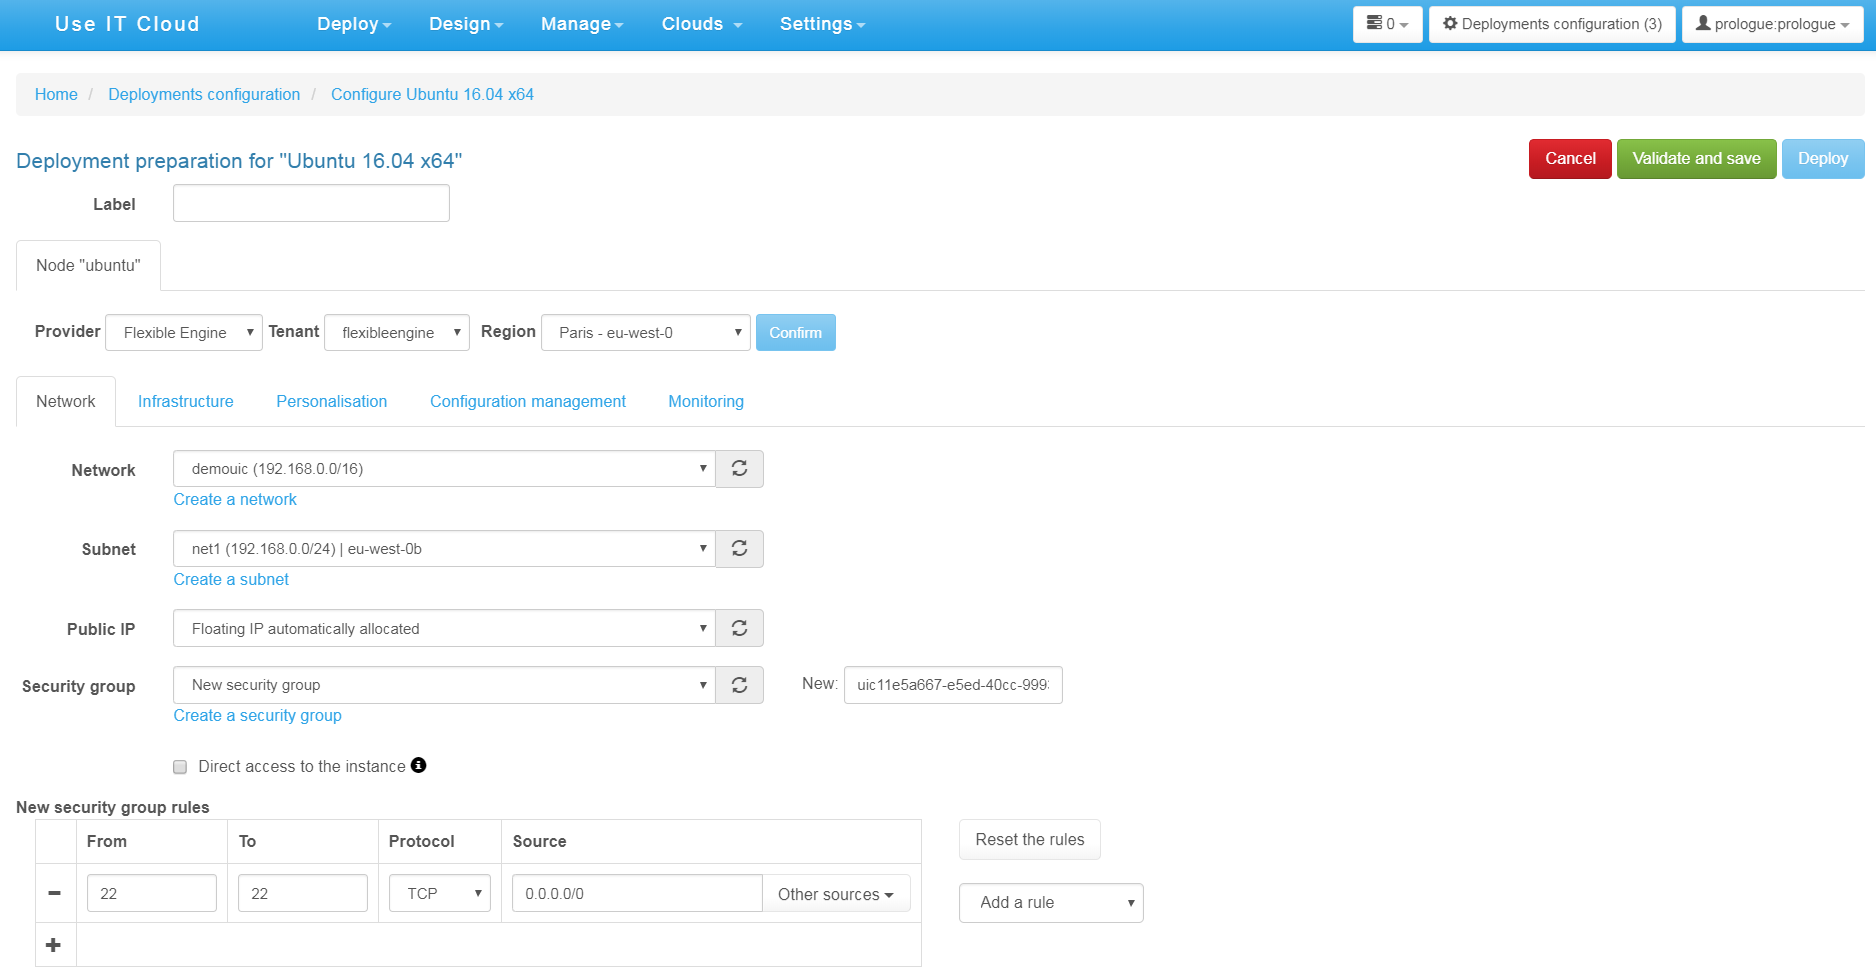 Use IT Cloud Deploy Design Manage Clouds Settings 0 Deployments configuration (3) prologue:prologue
Home / Deployments configuration / Configure Ubuntu 16.04 x64
Deployment preparation for "Ubuntu 16.04 x64" Cancel Validate and save Deploy
Label
Node "ubuntu"
Provider Flexible Engine Tenant flexibleengine Region Paris - eu-west-0 Confirm
Network Infrastructure Personalisation Configuration management Monitoring
Network demouic (192.168.0.0/16)
Create a network
Subnet net1 (192.168.0.0/24) | eu-west-0b
Create a subnet
Public IP Floating IP automatically allocated
Security group New security group New: uic11e5a667-e5ed-40cc-999
Create a security group
Direct access to the instance
New security group rules
From To Protocol Source Reset the rules
22 22 TCP 0.0.0.0/0 Other sources Add a rule